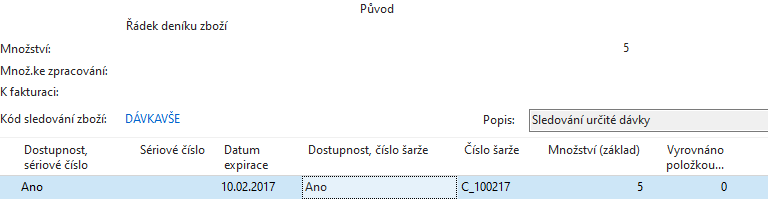 Původ
Řádek deníku zboží
Množství: 5
Množ.ke zpracování:
K fakturaci:
Kód sledování zboží: DÁVKAVŠE Popis: Sledování určité dávky
Dostupnost, sériové číslo Sériové číslo Datum expirace Dostupnost, číslo šarže Číslo šarže Množství (základ) Vyrovnáno položkou...
Ano 10.02.2017 Ano C_100217 5 0